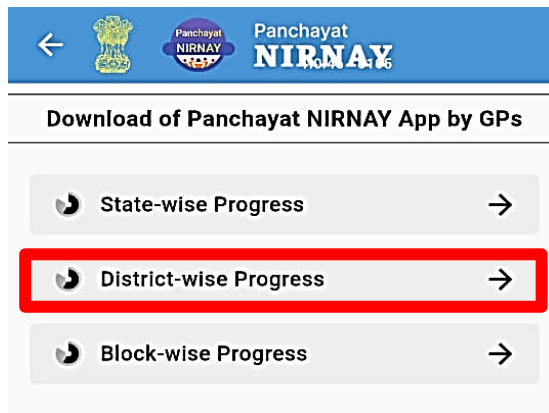 Panchayat
NIRNAY
Panchayat
NIRNAY
Download of Panchayat NIRNAY App by GPs
State-wise Progress
District-wise Progress
Block-wise Progress